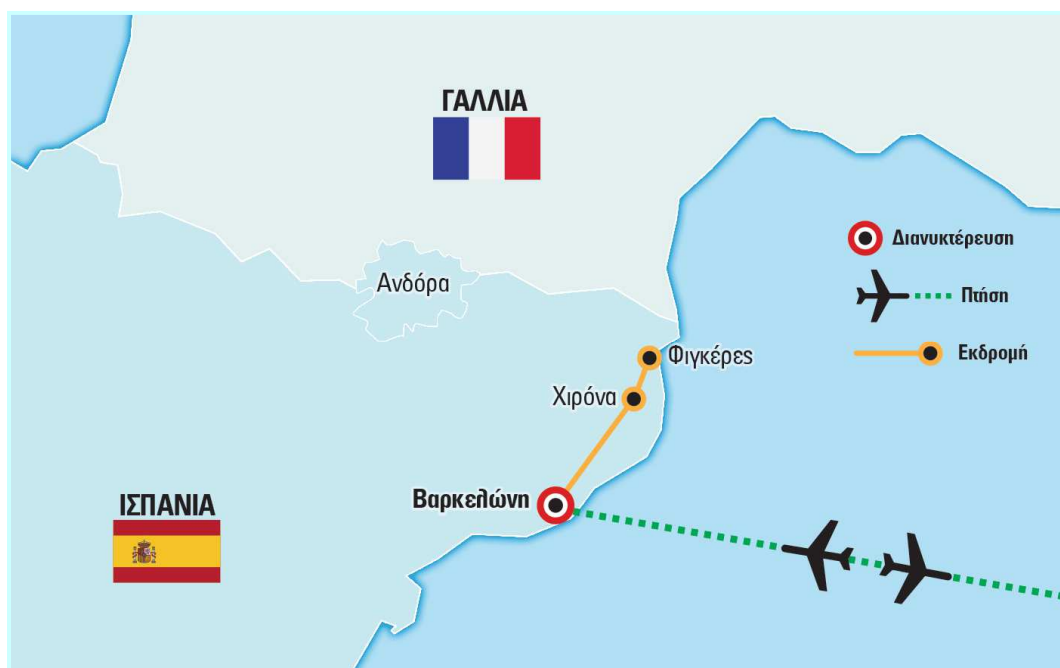 ΓΑΛΛΙΑ
Διανυκτέρευση
Ανδόρα
Πτήση
Φιγκέρες
Εκδρομή
Χιρόνα
Βαρκελώνη
ΙΣΠΑΝΙΑ